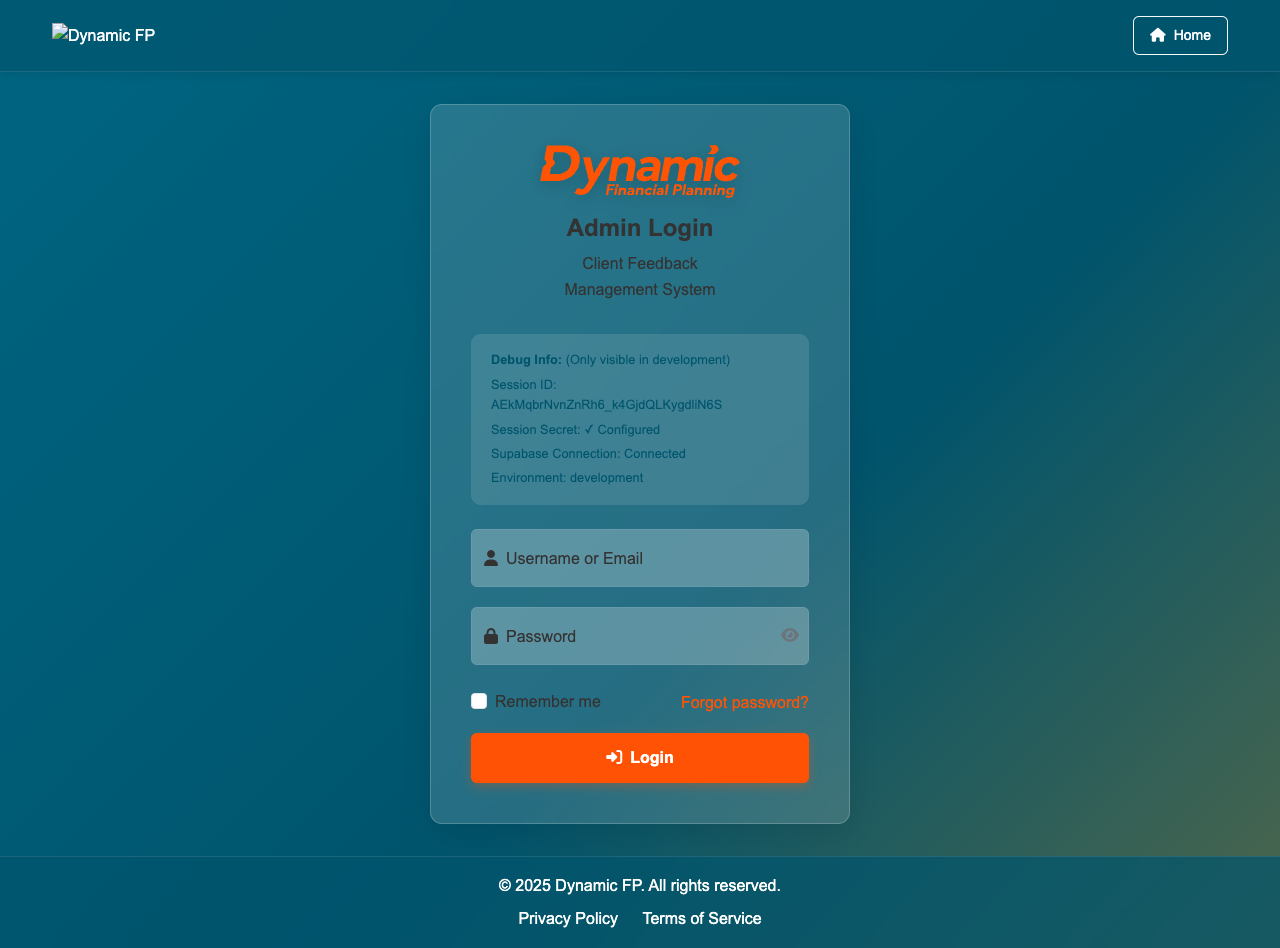 Dynamic FP
Home
Dynamic
Financial Planning
Admin Login
Client Feedback
Management System
Debug Info: (Only visible in development)
Session ID:
AEkMqbrNvnZnRh6_k4GjdQLKygdliN6S
Session Secret: ✓ Configured
Supabase Connection: Connected
Environment: development
Username or Email
Password
Remember me
Forgot password?
Login
© 2025 Dynamic FP. All rights reserved.
Privacy Policy Terms of Service